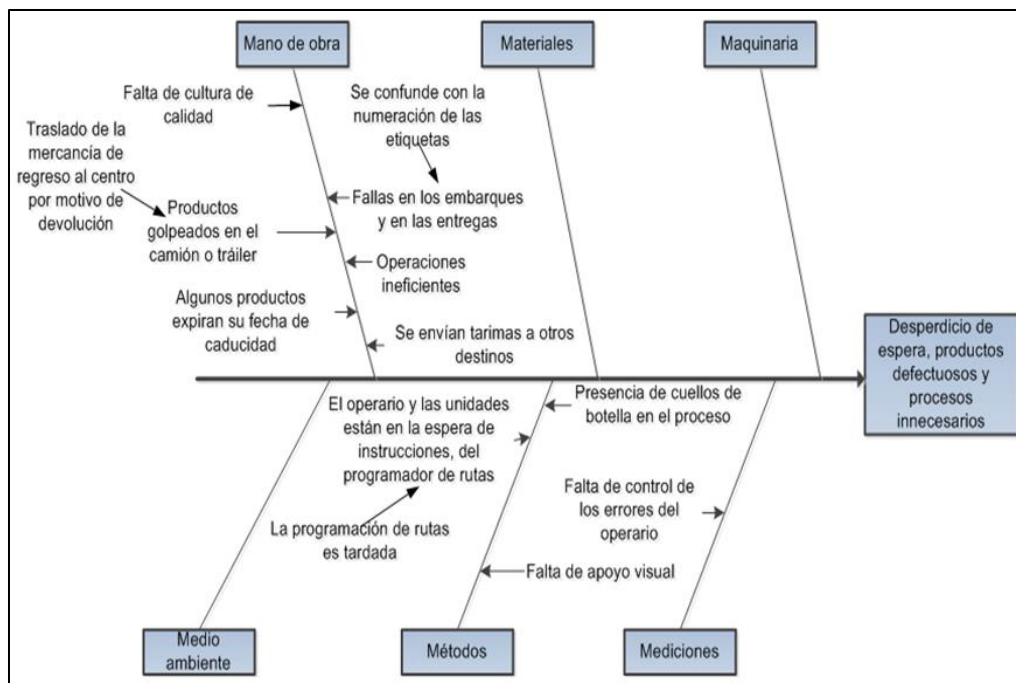 Mano de obra
Materiales
Maquinaria
Falta de cultura de
calidad
Se confunde con la
numeración de las
etiquetas
Traslado de la
mercancía de
regreso al centro
por motivo de
devolución
Productos
golpeados en el
camión o tráiler
Fallas en los embarques
y en las entregas
Operaciones
ineficientes
Algunos productos
expiran su fecha de
caducidad
Se envían tarimas a otros
destinos
Desperdicio de
espera, productos
defectuosos y
procesos
innecesarios
El operario y las unidades
están en la espera de
instrucciones, del
programador de rutas
Presencia de cuellos de
botella en el proceso
La programación de rutas
es tardada
Falta de control de
los errores del
operario
Falta de apoyo visual
Medio
ambiente
Métodos
Mediciones